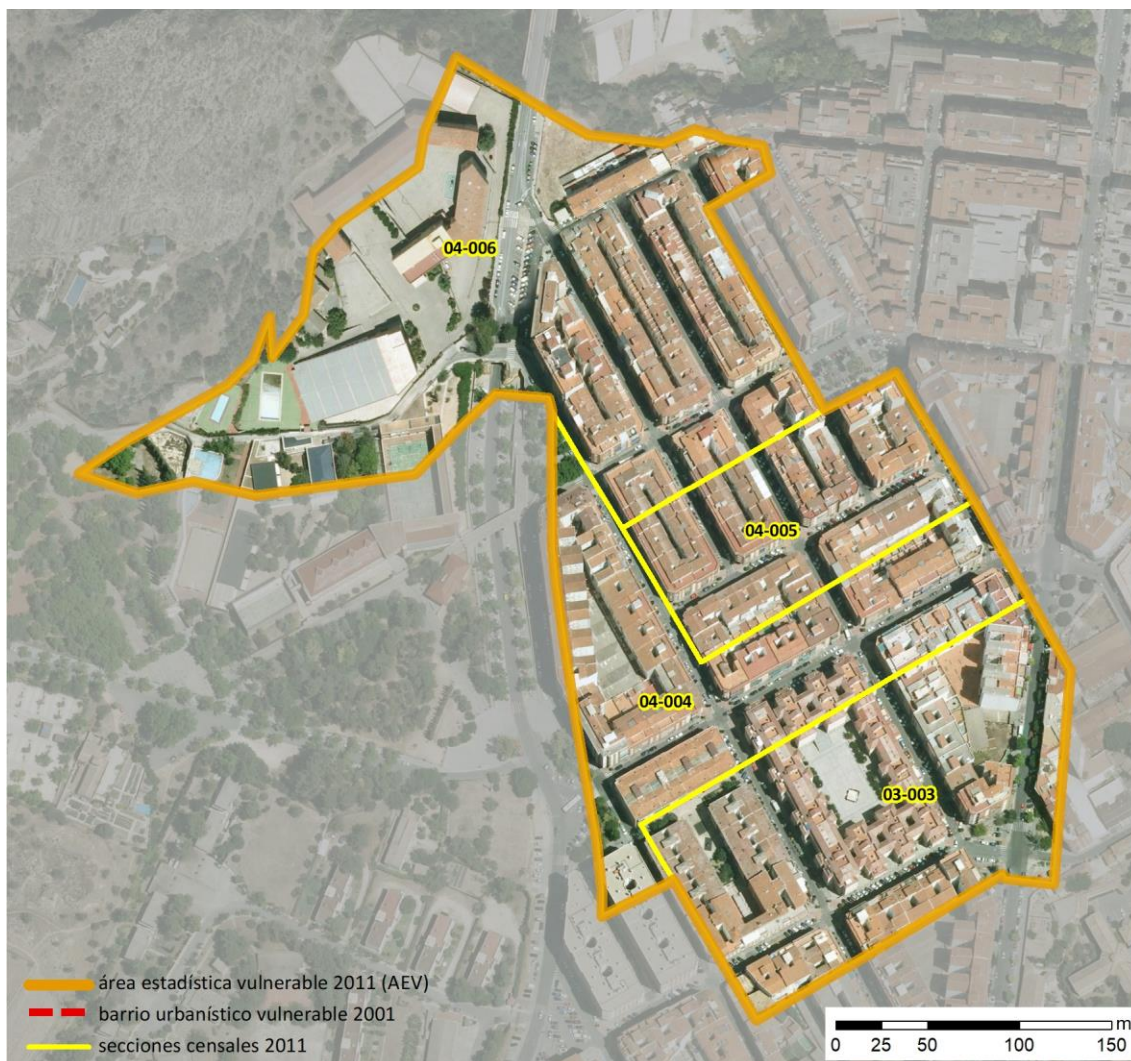 04-006
04-005
04-004
03-003
área estadística vulnerable 2011 (AEV)
barrio urbanístico vulnerable 2001
secciones censales 2011
m
0 25 50 100 150